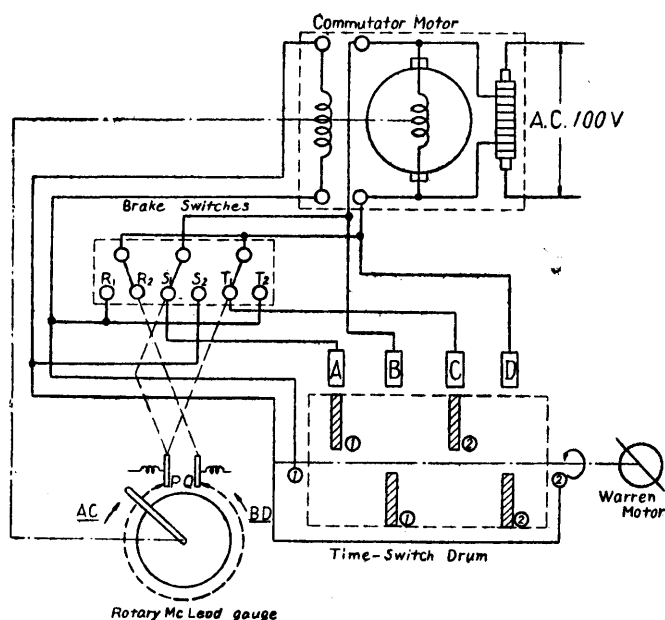 Commutator Motor
A.C. 100 V
Brake Switches
R1 R2 S1 S2 T1 T2
A B C D
① ②
① ① ② ②
Warren
Motor
P Q
AC BD
Time-Switch Drum
Rotary Mc Leod gauge